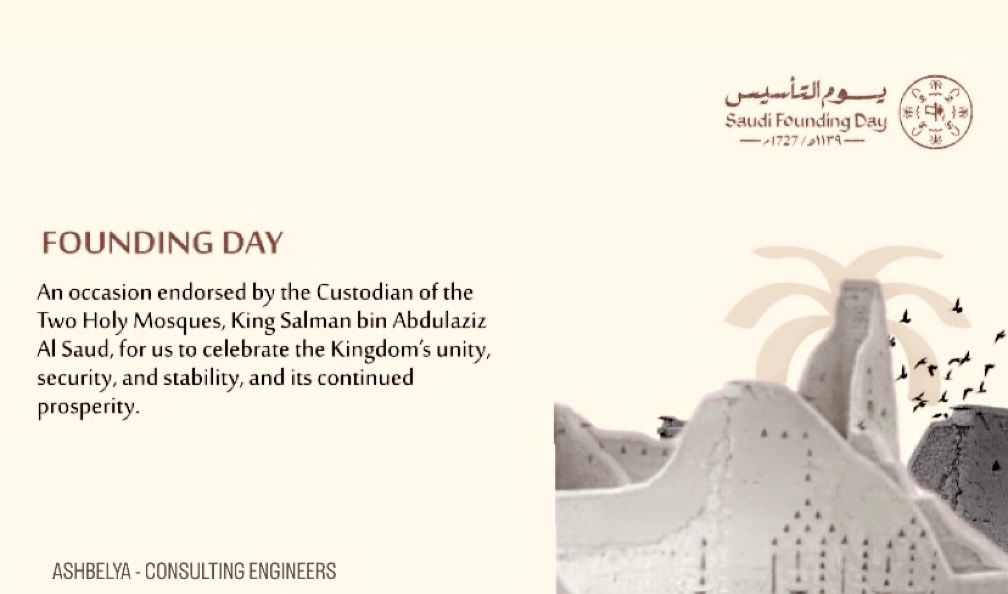 يوم التأسيس
Saudi Founding Day
١١٣٩هـ / 1727م
FOUNDING DAY
An occasion endorsed by the Custodian of the
Two Holy Mosques, King Salman bin Abdulaziz
Al Saud, for us to celebrate the Kingdom's unity,
security, and stability, and its continued
prosperity.
ASHBELYA - CONSULTING ENGINEERS